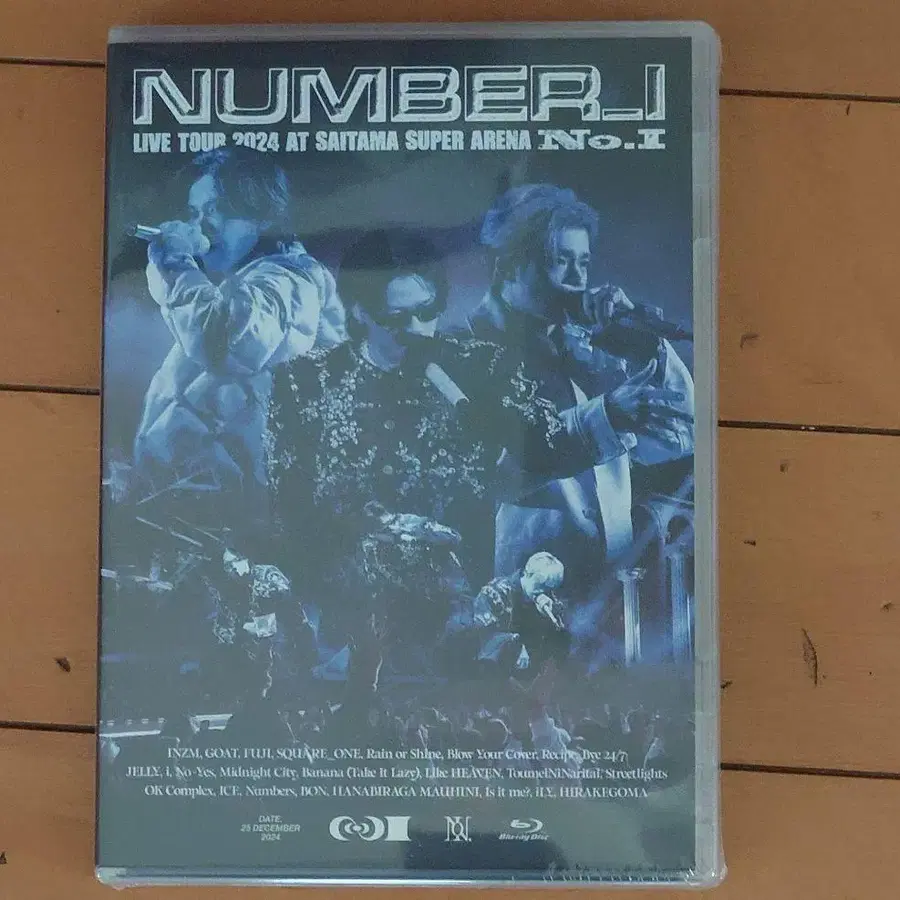 NUMBER_I
LIVE TOUR 2024 AT SAITAMA SUPER ARENA No.I
INZM, GOAT, FUJI, SQUARE_ONE, Rain or Shine, Blow Your Cover, Recipe, Bye 24/7
JELLY, i, No-Yes, Midnight City, Banana (Take It Lazy), Like HEAVEN, ToumeiNiNaritai, Streetlights
OK Complex, ICE, Numbers, BON, HANABIRAGA MAUHINI, Is it me?, iLY, HIRAKEGOMA
DATE.
25 DECEMBER
2024
Blu-ray Disc